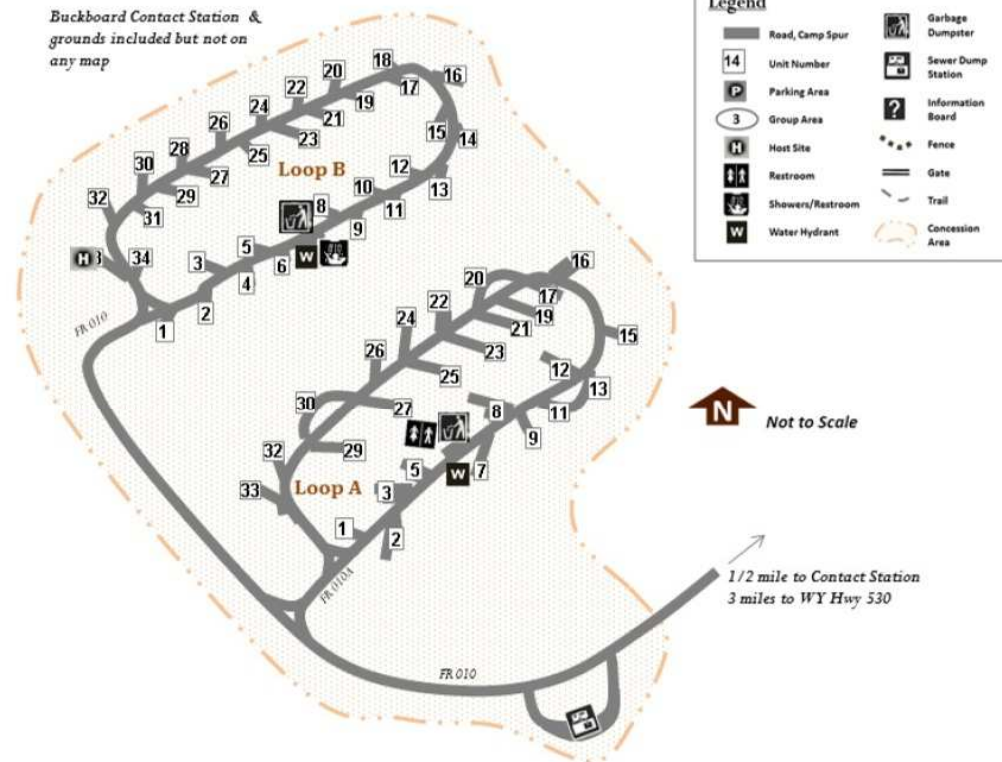 Buckboard Contact Station &
grounds included but not on
any map
Legend
Road, Camp Spur
14
Unit Number
P
Parking Area
3
Group Area
H
Host Site
Restroom
Showers/Restroom
W
Water Hydrant
Garbage
Dumpster
Sewer Dump
Station
?
Information
Board
Fence
Gate
Trail
Concession
Area
18
16
20
17
22
19
24
21
15
26
23
14
28
25
Loop B
12
30
27
10
13
32
29
8
11
31
9
5
H
34
3
6
W
4
2
1
FR 010
16
20
17
22
19
24
21
15
26
23
12
25
13
30
27
8
11
9
32
29
5
W
7
33
Loop A
3
1
2
FR 010A
N
Not to Scale
1/2 mile to Contact Station
3 miles to WY Hwy 530
FR 010